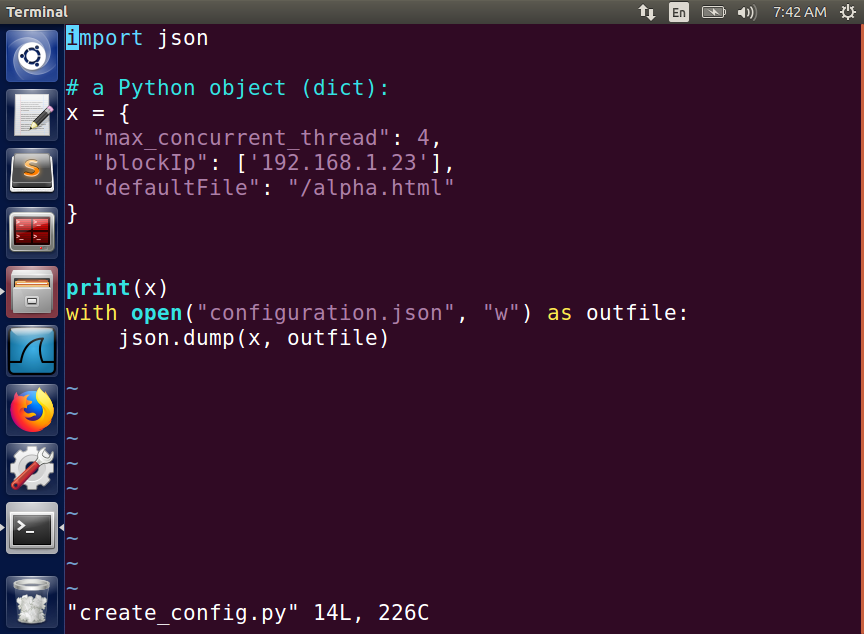 Terminal En 7:42 AM
import json
# a Python object (dict):
x = {
  "max_concurrent_thread": 4,
  "blockIp": ['192.168.1.23'],
  "defaultFile": "/alpha.html"
}
print(x)
with open("configuration.json", "w") as outfile:
    json.dump(x, outfile)
~
~
~
~
~
~
~
~
~
"create_config.py" 14L, 226C